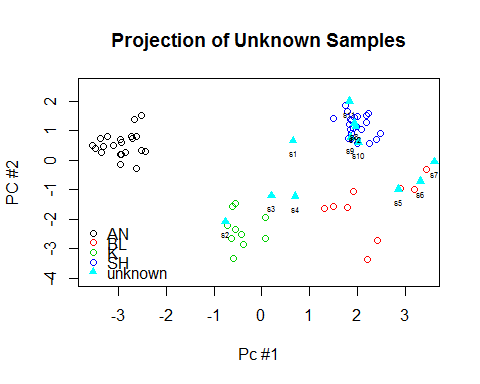 Projection of Unknown Samples
PC #2
2
1
0
-1
-2
-3
-4
s1
s9
s10
s5
s6
s7
s3
s4
s2
AN
BL
K
SH
unknown
-3
-2
-1
0
1
2
3
Pc #1